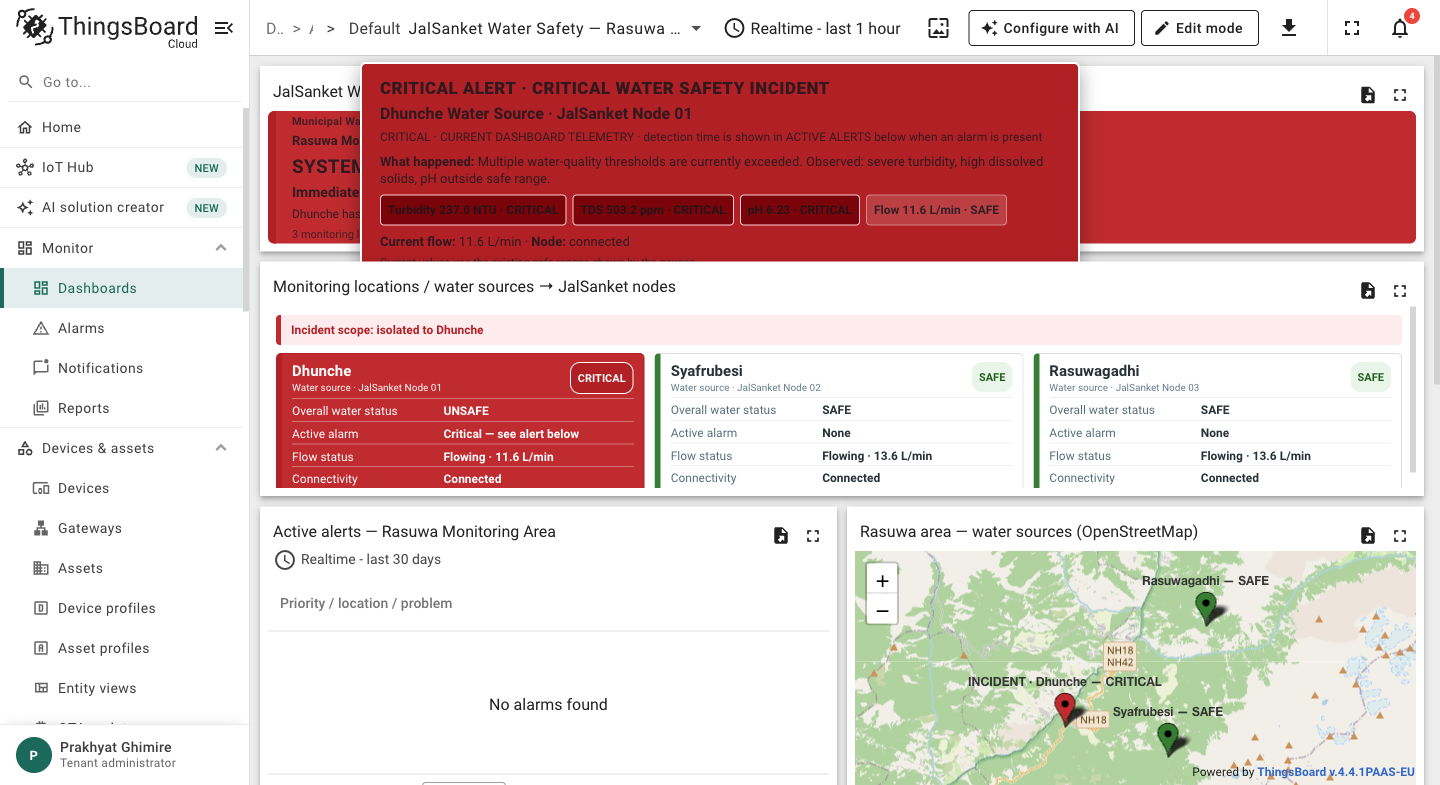 ThingsBoard
Cloud
D.. > A > Default JalSanket Water Safety — Rasuwa ...
Realtime - last 1 hour
Configure with AI
Edit mode
4
Go to...
Home
IoT Hub NEW
AI solution creator NEW
Monitor
Dashboards
Alarms
Notifications
Reports
Devices & assets
Devices
Gateways
Assets
Device profiles
Asset profiles
Entity views
P
Prakhyat Ghimire
Tenant administrator
JalSanket W
Municipal Wa
Rasuwa Mo
SYSTEM
Immediate
Dhunche has
3 monitoring l
CRITICAL ALERT · CRITICAL WATER SAFETY INCIDENT
Dhunche Water Source · JalSanket Node 01
CRITICAL · CURRENT DASHBOARD TELEMETRY · detection time is shown in ACTIVE ALERTS below when an alarm is present
What happened: Multiple water-quality thresholds are currently exceeded. Observed: severe turbidity, high dissolved
solids, pH outside safe range.
Turbidity 237.0 NTU · CRITICAL
TDS 503.2 ppm · CRITICAL
pH 6.23 · CRITICAL
Flow 11.6 L/min · SAFE
Current flow: 11.6 L/min · Node: connected
Monitoring locations / water sources → JalSanket nodes
Incident scope: isolated to Dhunche
Dhunche
Water source · JalSanket Node 01
CRITICAL
Overall water status UNSAFE
Active alarm Critical — see alert below
Flow status Flowing · 11.6 L/min
Connectivity Connected
Syafrubesi
Water source · JalSanket Node 02
SAFE
Overall water status SAFE
Active alarm None
Flow status Flowing · 13.6 L/min
Connectivity Connected
Rasuwagadhi
Water source · JalSanket Node 03
SAFE
Overall water status SAFE
Active alarm None
Flow status Flowing · 13.6 L/min
Connectivity Connected
Active alerts — Rasuwa Monitoring Area
Realtime - last 30 days
Priority / location / problem
No alarms found
Rasuwa area — water sources (OpenStreetMap)
+
−
Rasuwagadhi — SAFE
NH18
NH42
INCIDENT · Dhunche — CRITICAL
NH18
Syafrubesi — SAFE
Powered by ThingsBoard v.4.4.1PAAS-EU